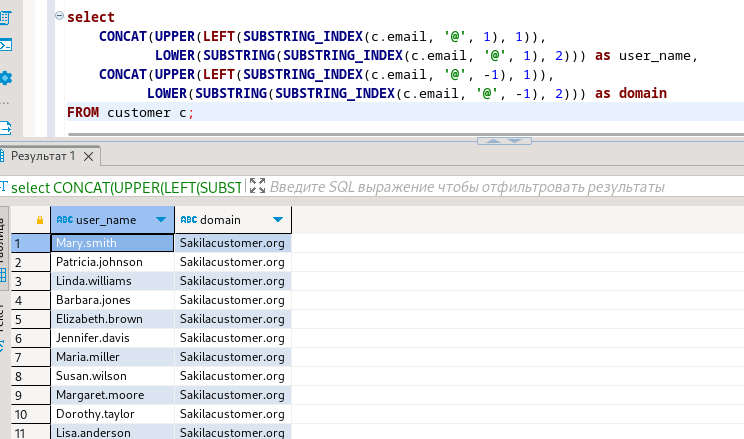 select
CONCAT(UPPER(LEFT(SUBSTRING_INDEX(c.email, '@', 1), 1)),
LOWER(SUBSTRING(SUBSTRING_INDEX(c.email, '@', 1), 2))) as user_name,
CONCAT(UPPER(LEFT(SUBSTRING_INDEX(c.email, '@', -1), 1)),
LOWER(SUBSTRING(SUBSTRING_INDEX(c.email, '@', -1), 2))) as domain
FROM customer c;
Результат 1
select CONCAT(UPPER(LEFT(SUBST Введите SQL выражение чтобы отфильтровать результаты
ABC user_name ABC domain
1 Mary.smith Sakilacustomer.org
2 Patricia.johnson Sakilacustomer.org
3 Linda.williams Sakilacustomer.org
4 Barbara.jones Sakilacustomer.org
5 Elizabeth.brown Sakilacustomer.org
6 Jennifer.davis Sakilacustomer.org
7 Maria.miller Sakilacustomer.org
8 Susan.wilson Sakilacustomer.org
9 Margaret.moore Sakilacustomer.org
10 Dorothy.taylor Sakilacustomer.org
11 Lisa.anderson Sakilacustomer.org